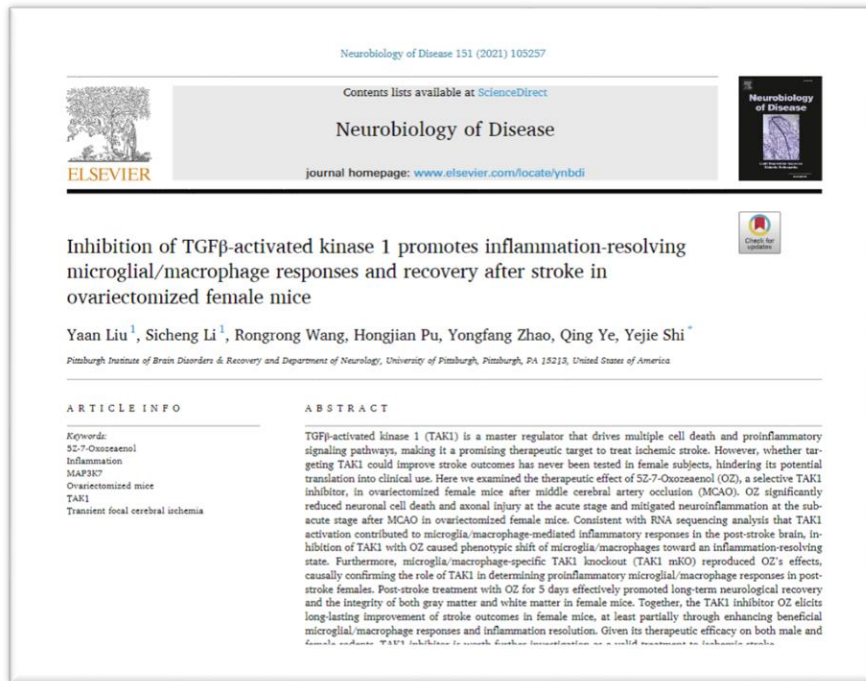 Neurobiology of Disease 151 (2021) 105257
ELSEVIER
Contents lists available at ScienceDirect
Neurobiology of Disease
journal homepage: www.elsevier.com/locate/ynbdi
Neurobiology
of Disease
Check for
updates
Inhibition of TGFβ-activated kinase 1 promotes inflammation-resolving
microglial/macrophage responses and recovery after stroke in
ovariectomized female mice
Yaan Liu 1, Sicheng Li 1, Rongrong Wang, Hongjian Pu, Yongfang Zhao, Qing Ye, Yejie Shi *
Pittsburgh Institute of Brain Disorders & Recovery and Department of Neurology, University of Pittsburgh, Pittsburgh, PA 15213, United States of America
ARTICLE INFO
Keywords:
5Z-7-Oxozeaenol
Inflammation
MAP3K7
Ovariectomized mice
TAK1
Transient focal cerebral ischemia
ABSTRACT
TGFβ-activated kinase 1 (TAK1) is a master regulator that drives multiple cell death and proinflammatory
signaling pathways, making it a promising therapeutic target to treat ischemic stroke. However, whether tar-
geting TAK1 could improve stroke outcomes has never been tested in female subjects, hindering its potential
translation into clinical use. Here we examined the therapeutic effect of 5Z-7-Oxozeaenol (OZ), a selective TAK1
inhibitor, in ovariectomized female mice after middle cerebral artery occlusion (MCAO). OZ significantly
reduced neuronal cell death and axonal injury at the acute stage and mitigated neuroinflammation at the sub-
acute stage after MCAO in ovariectomized female mice. Consistent with RNA sequencing analysis that TAK1
activation contributed to microglia/macrophage-mediated inflammatory responses in the post-stroke brain, in-
hibition of TAK1 with OZ caused phenotypic shift of microglia/macrophages toward an inflammation-resolving
state. Furthermore, microglia/macrophage-specific TAK1 knockout (TAK1 mKO) reproduced OZ's effects,
causally confirming the role of TAK1 in determining proinflammatory microglial/macrophage responses in post-
stroke females. Post-stroke treatment with OZ for 5 days effectively promoted long-term neurological recovery
and the integrity of both gray matter and white matter in female mice. Together, the TAK1 inhibitor OZ elicits
long-lasting improvement of stroke outcomes in female mice, at least partially through enhancing beneficial
microglial/macrophage responses and inflammation resolution. Given its therapeutic efficacy on both male and
female rodents, TAK1 inhibitor is worth further investigation as a valid treatment to ischemic stroke.